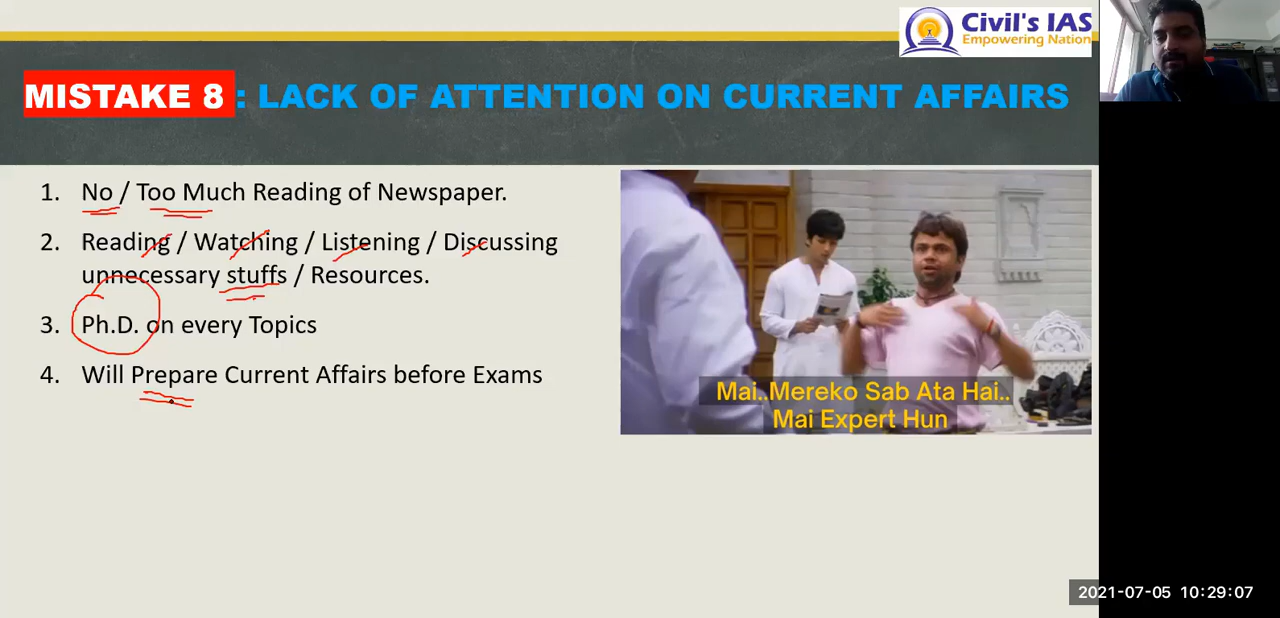 Civil's IAS
Empowering Nation
MISTAKE 8 : LACK OF ATTENTION ON CURRENT AFFAIRS
1. No / Too Much Reading of Newspaper.
2. Reading / Watching / Listening / Discussing
unnecessary stuffs / Resources.
3. Ph.D. on every Topics
4. Will Prepare Current Affairs before Exams
Mai..Mereko Sab Ata Hai..
Mai Expert Hun
2021-07-05 10:29:07